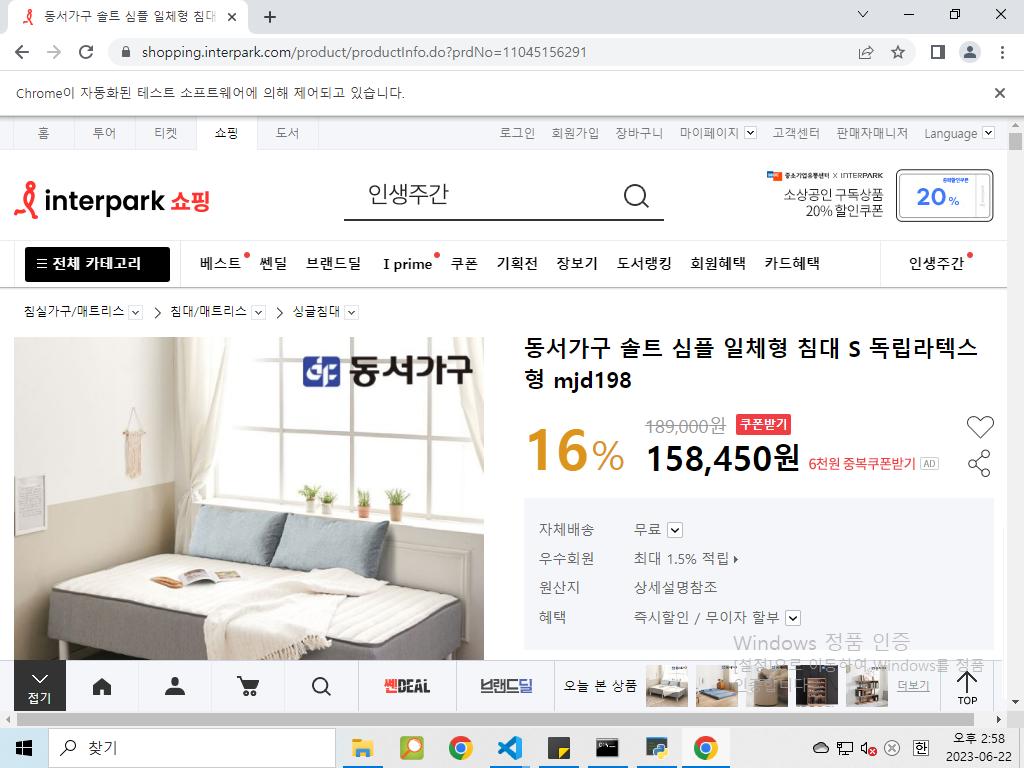 동서가구 솔트 심플 일체형 침대
shopping.interpark.com/product/productInfo.do?prdNo=11045156291
Chrome이 자동화된 테스트 소프트웨어에 의해 제어되고 있습니다.
홈 투어 티켓 쇼핑 도서 로그인 회원가입 장바구니 마이페이지 고객센터 판매자매니저 Language
interpark 쇼핑
인생주간
중소기업유통센터 X INTERPARK
소상공인 구독상품
20% 할인쿠폰
20%
전체 카테고리 베스트 쎈딜 브랜드딜 I prime 쿠폰 기획전 장보기 도서랭킹 회원혜택 카드혜택 인생주간
침실가구/매트리스 침대/매트리스 싱글침대
동서가구
동서가구 솔트 심플 일체형 침대 S 독립라텍스
형 mjd198
16% 189,000원 쿠폰받기
158,450원 6천원 중복쿠폰받기 AD
자체배송 무료
우수회원 최대 1.5% 적립
원산지 상세설명참조
혜택 즉시할인 / 무이자 할부
Windows 정품 인증
[설정]으로 이동하여 Windows를 정품
인증합니다.
접기 쎈DEAL 브랜드딜 오늘 본 상품 더보기 TOP
찾기
한
오후 2:58
2023-06-22